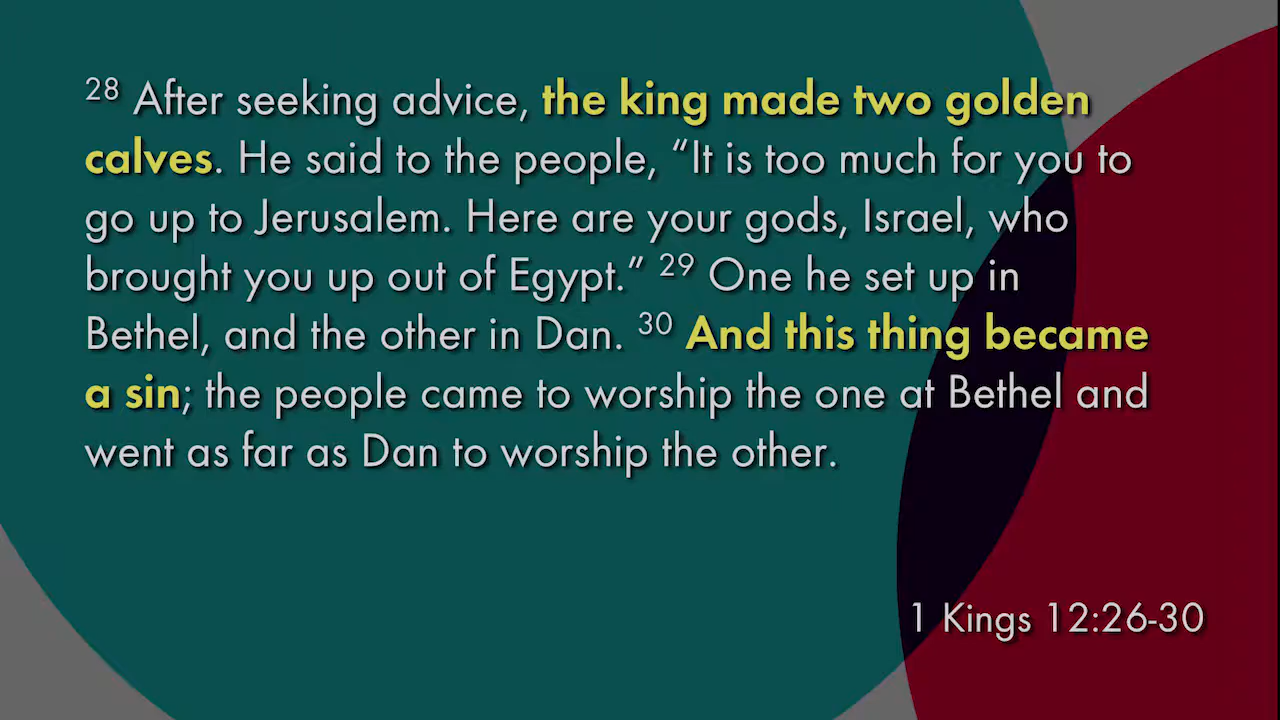 28 After seeking advice, the king made two golden
calves. He said to the people, “It is too much for you to
go up to Jerusalem. Here are your gods, Israel, who
brought you up out of Egypt.” 29 One he set up in
Bethel, and the other in Dan. 30 And this thing became
a sin; the people came to worship the one at Bethel and
went as far as Dan to worship the other.
1 Kings 12:26-30